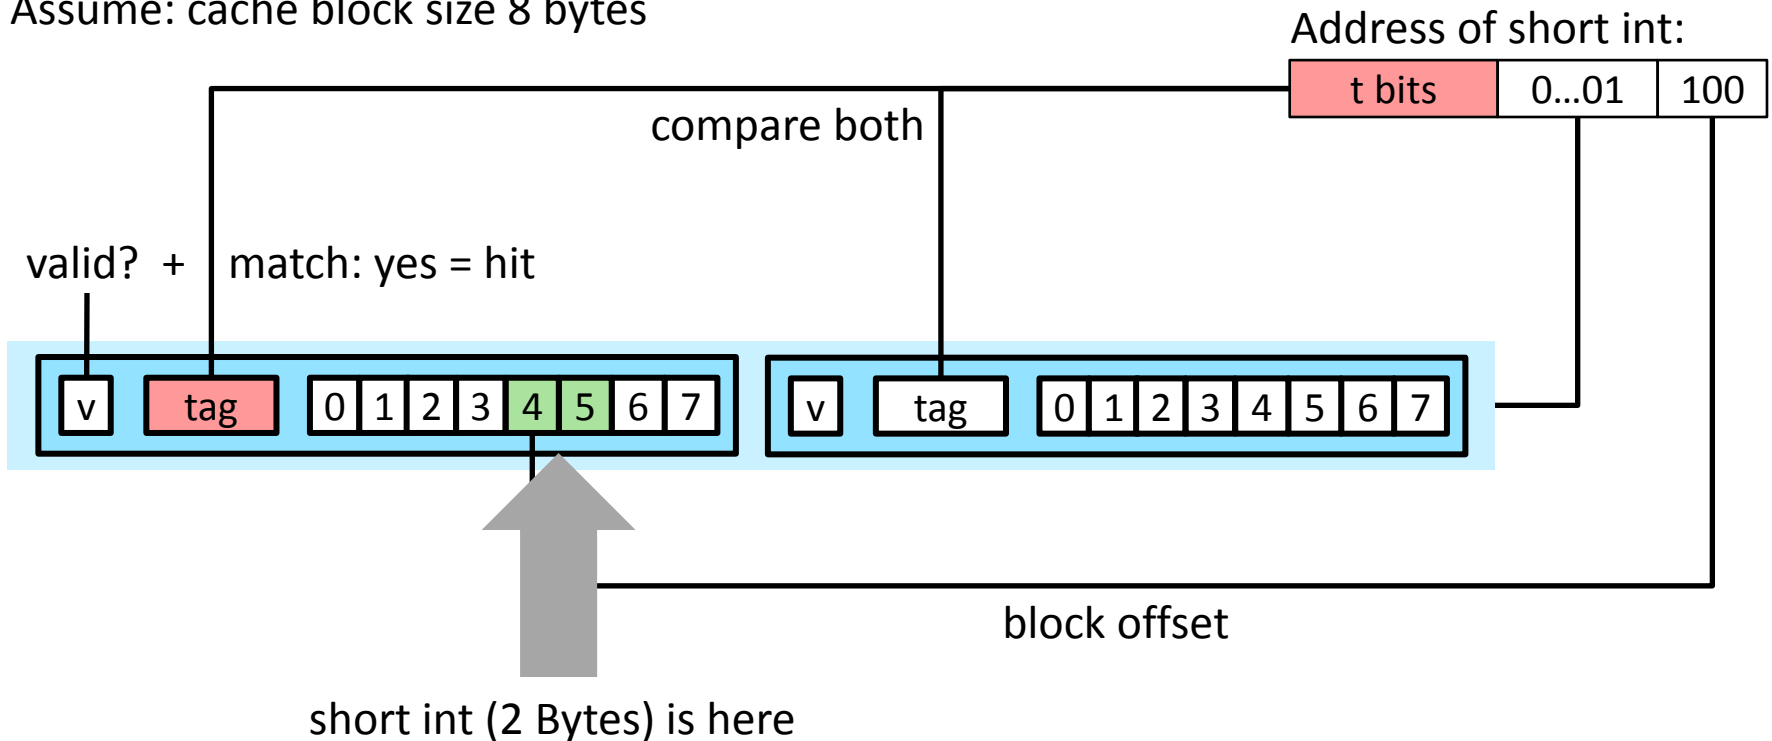 Assume: cache block size 8 bytes
Address of short int:
t bits 0...01 100
compare both
valid? + match: yes = hit
v tag 0 1 2 3 4 5 6 7 v tag 0 1 2 3 4 5 6 7
block offset
short int (2 Bytes) is here